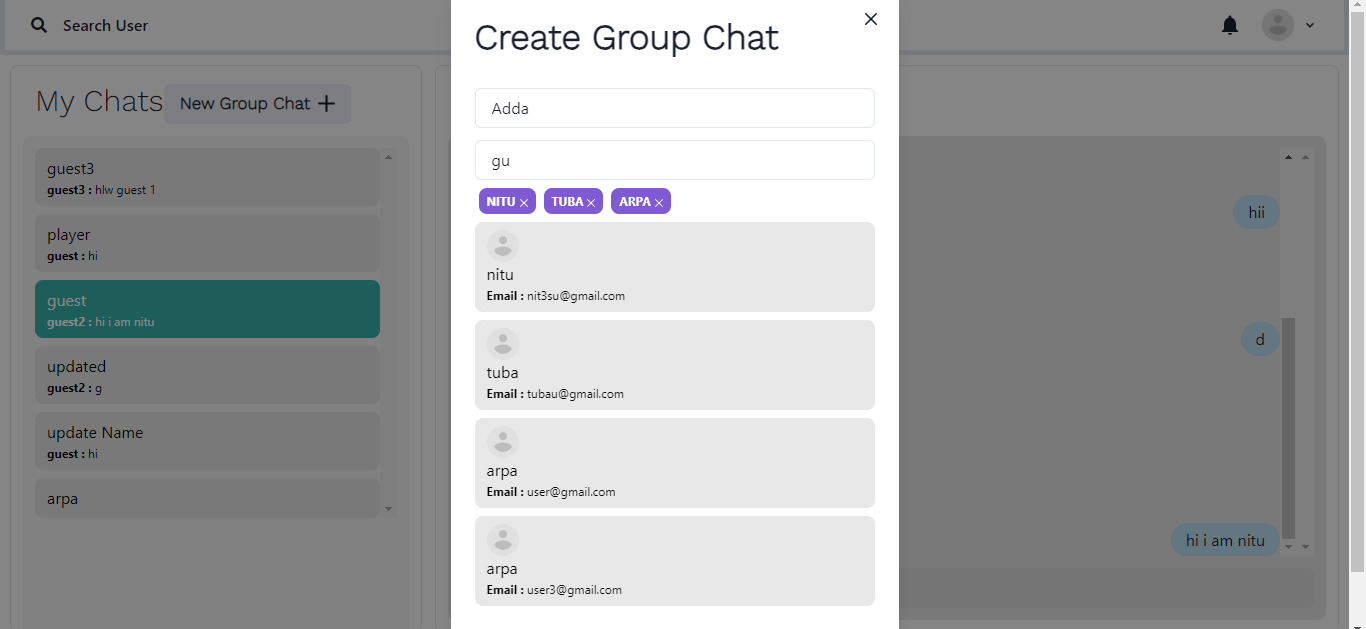 Search User
My Chats
New Group Chat +
guest3
guest3 : hlw guest 1
player
guest : hi
guest
guest2 : hi i am nitu
updated
guest2 : g
update Name
guest : hi
arpa
Create Group Chat
Adda
gu
NITU × TUBA × ARPA ×
nitu
Email : nit3su@gmail.com
tuba
Email : tubau@gmail.com
arpa
Email : user@gmail.com
arpa
Email : user3@gmail.com
hii
d
hi i am nitu